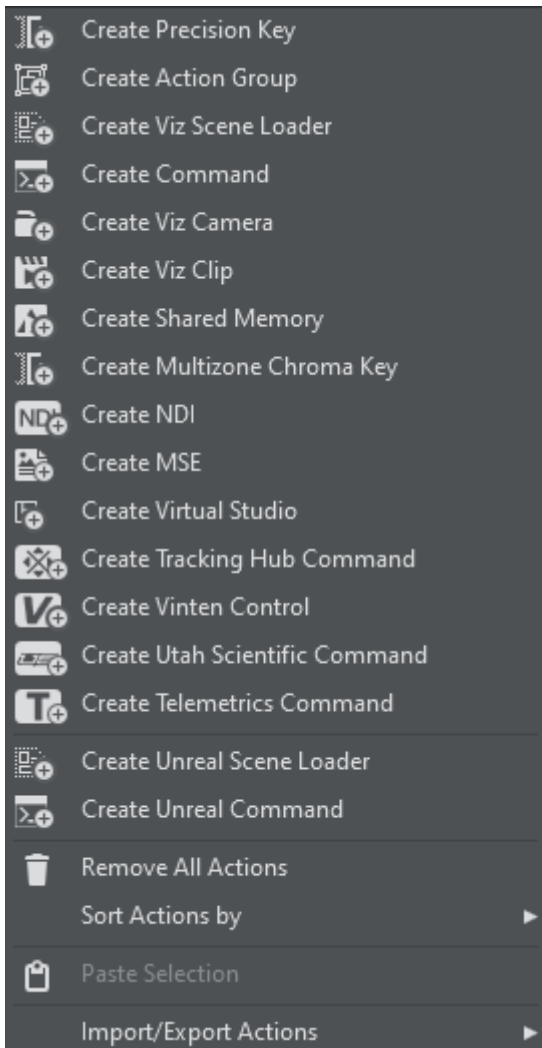 Create Precision Key
Create Action Group
Create Viz Scene Loader
Create Command
Create Viz Camera
Create Viz Clip
Create Shared Memory
Create Multizone Chroma Key
NDI Create NDI
Create MSE
Create Virtual Studio
Create Tracking Hub Command
V Create Vinten Control
Create Utah Scientific Command
T Create Telemetrics Command
Create Unreal Scene Loader
Create Unreal Command
Remove All Actions
Sort Actions by
Paste Selection
Import/Export Actions